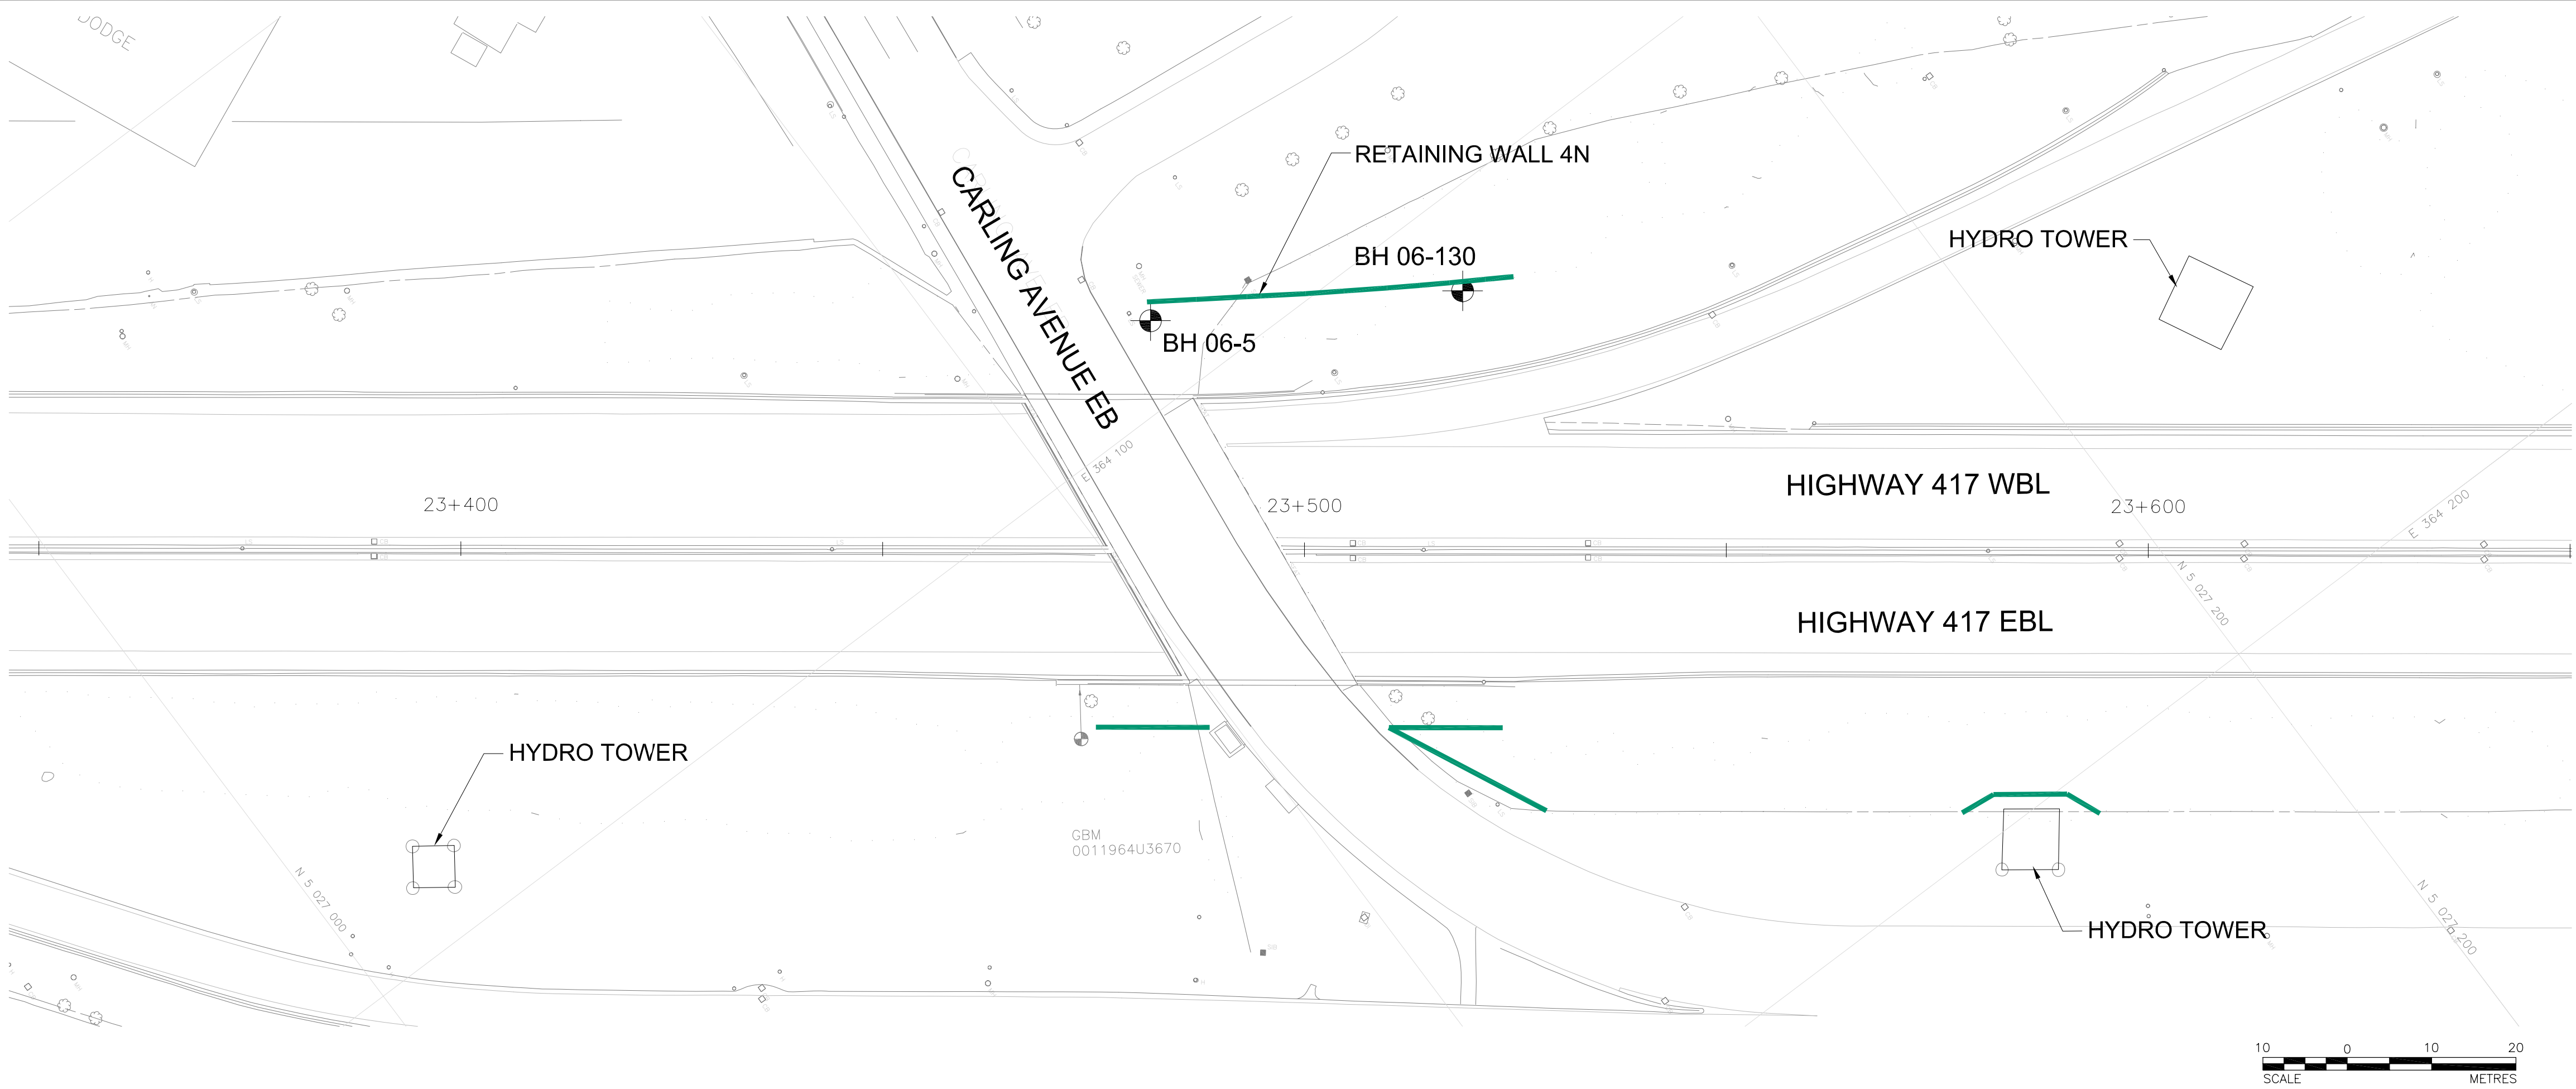 DODGE
RETAINING WALL 4N
CARLING AVENUE EB
BH 06-130
HYDRO TOWER
BH 06-5
E 364 100
HIGHWAY 417 WBL
23+400
23+500
23+600
E 364 200
N 5 027 200
HIGHWAY 417 EBL
HYDRO TOWER
GBM
0011964U3670
N 5 027 000
N 5 027 200
HYDRO TOWER
10 0 10 20
SCALE METRES